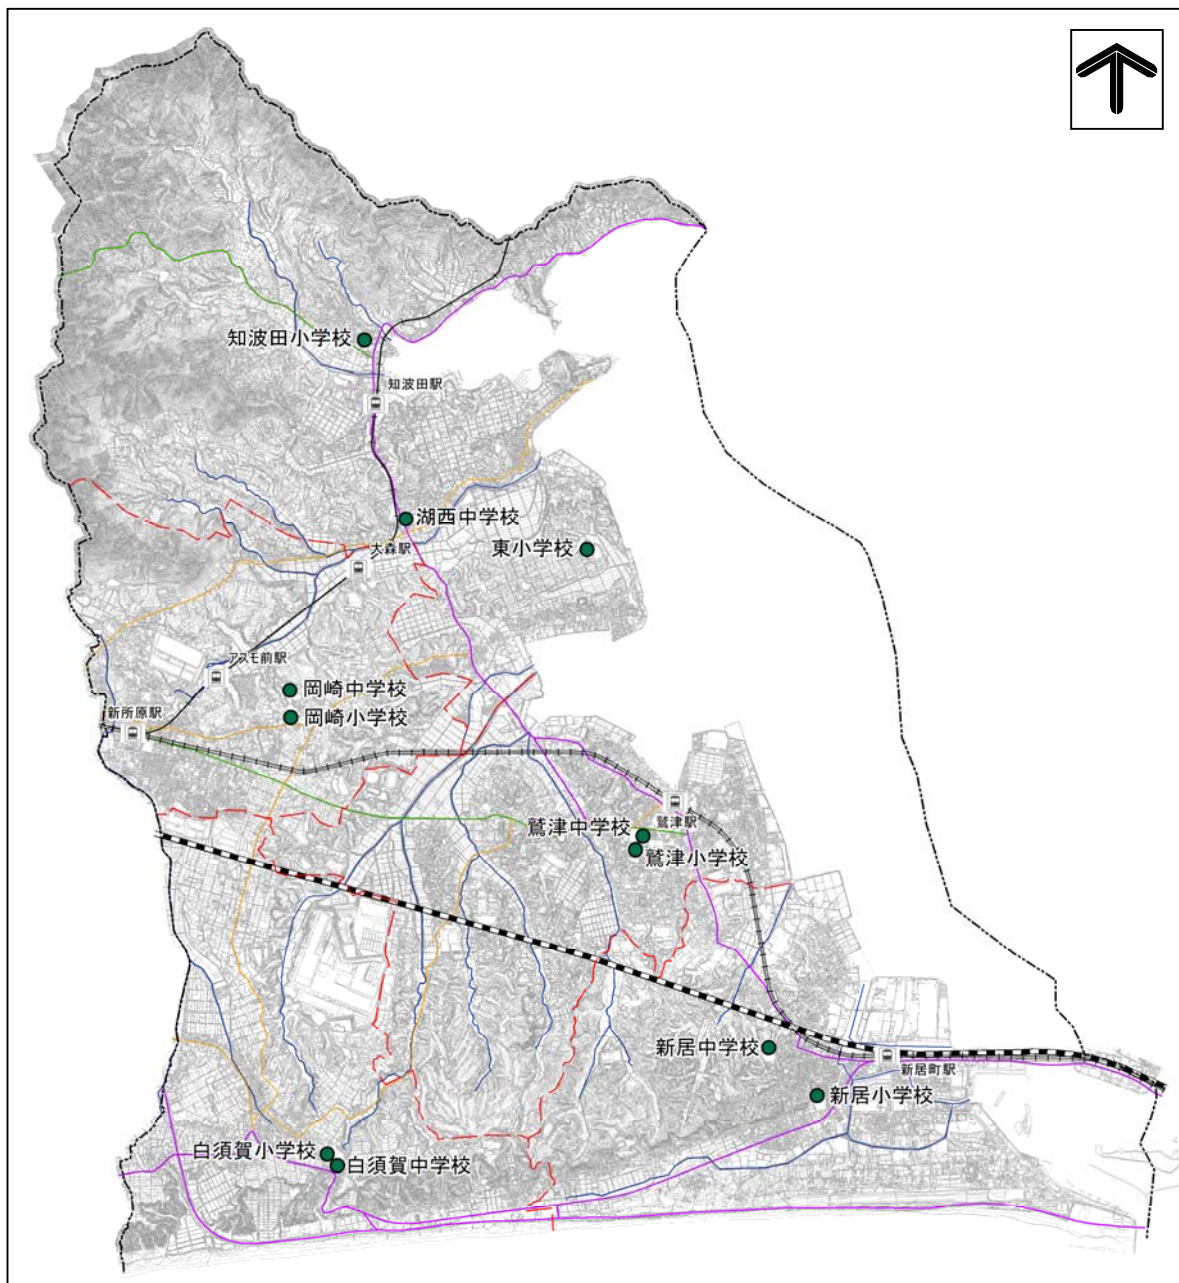 知波田小学校
知波田駅
湖西中学校
大森駅
東小学校
アスモ前駅
岡崎中学校
新所原駅
岡崎小学校
鷲津駅
鷲津中学校
鷲津小学校
新居中学校
新居町駅
新居小学校
白須賀小学校
白須賀中学校